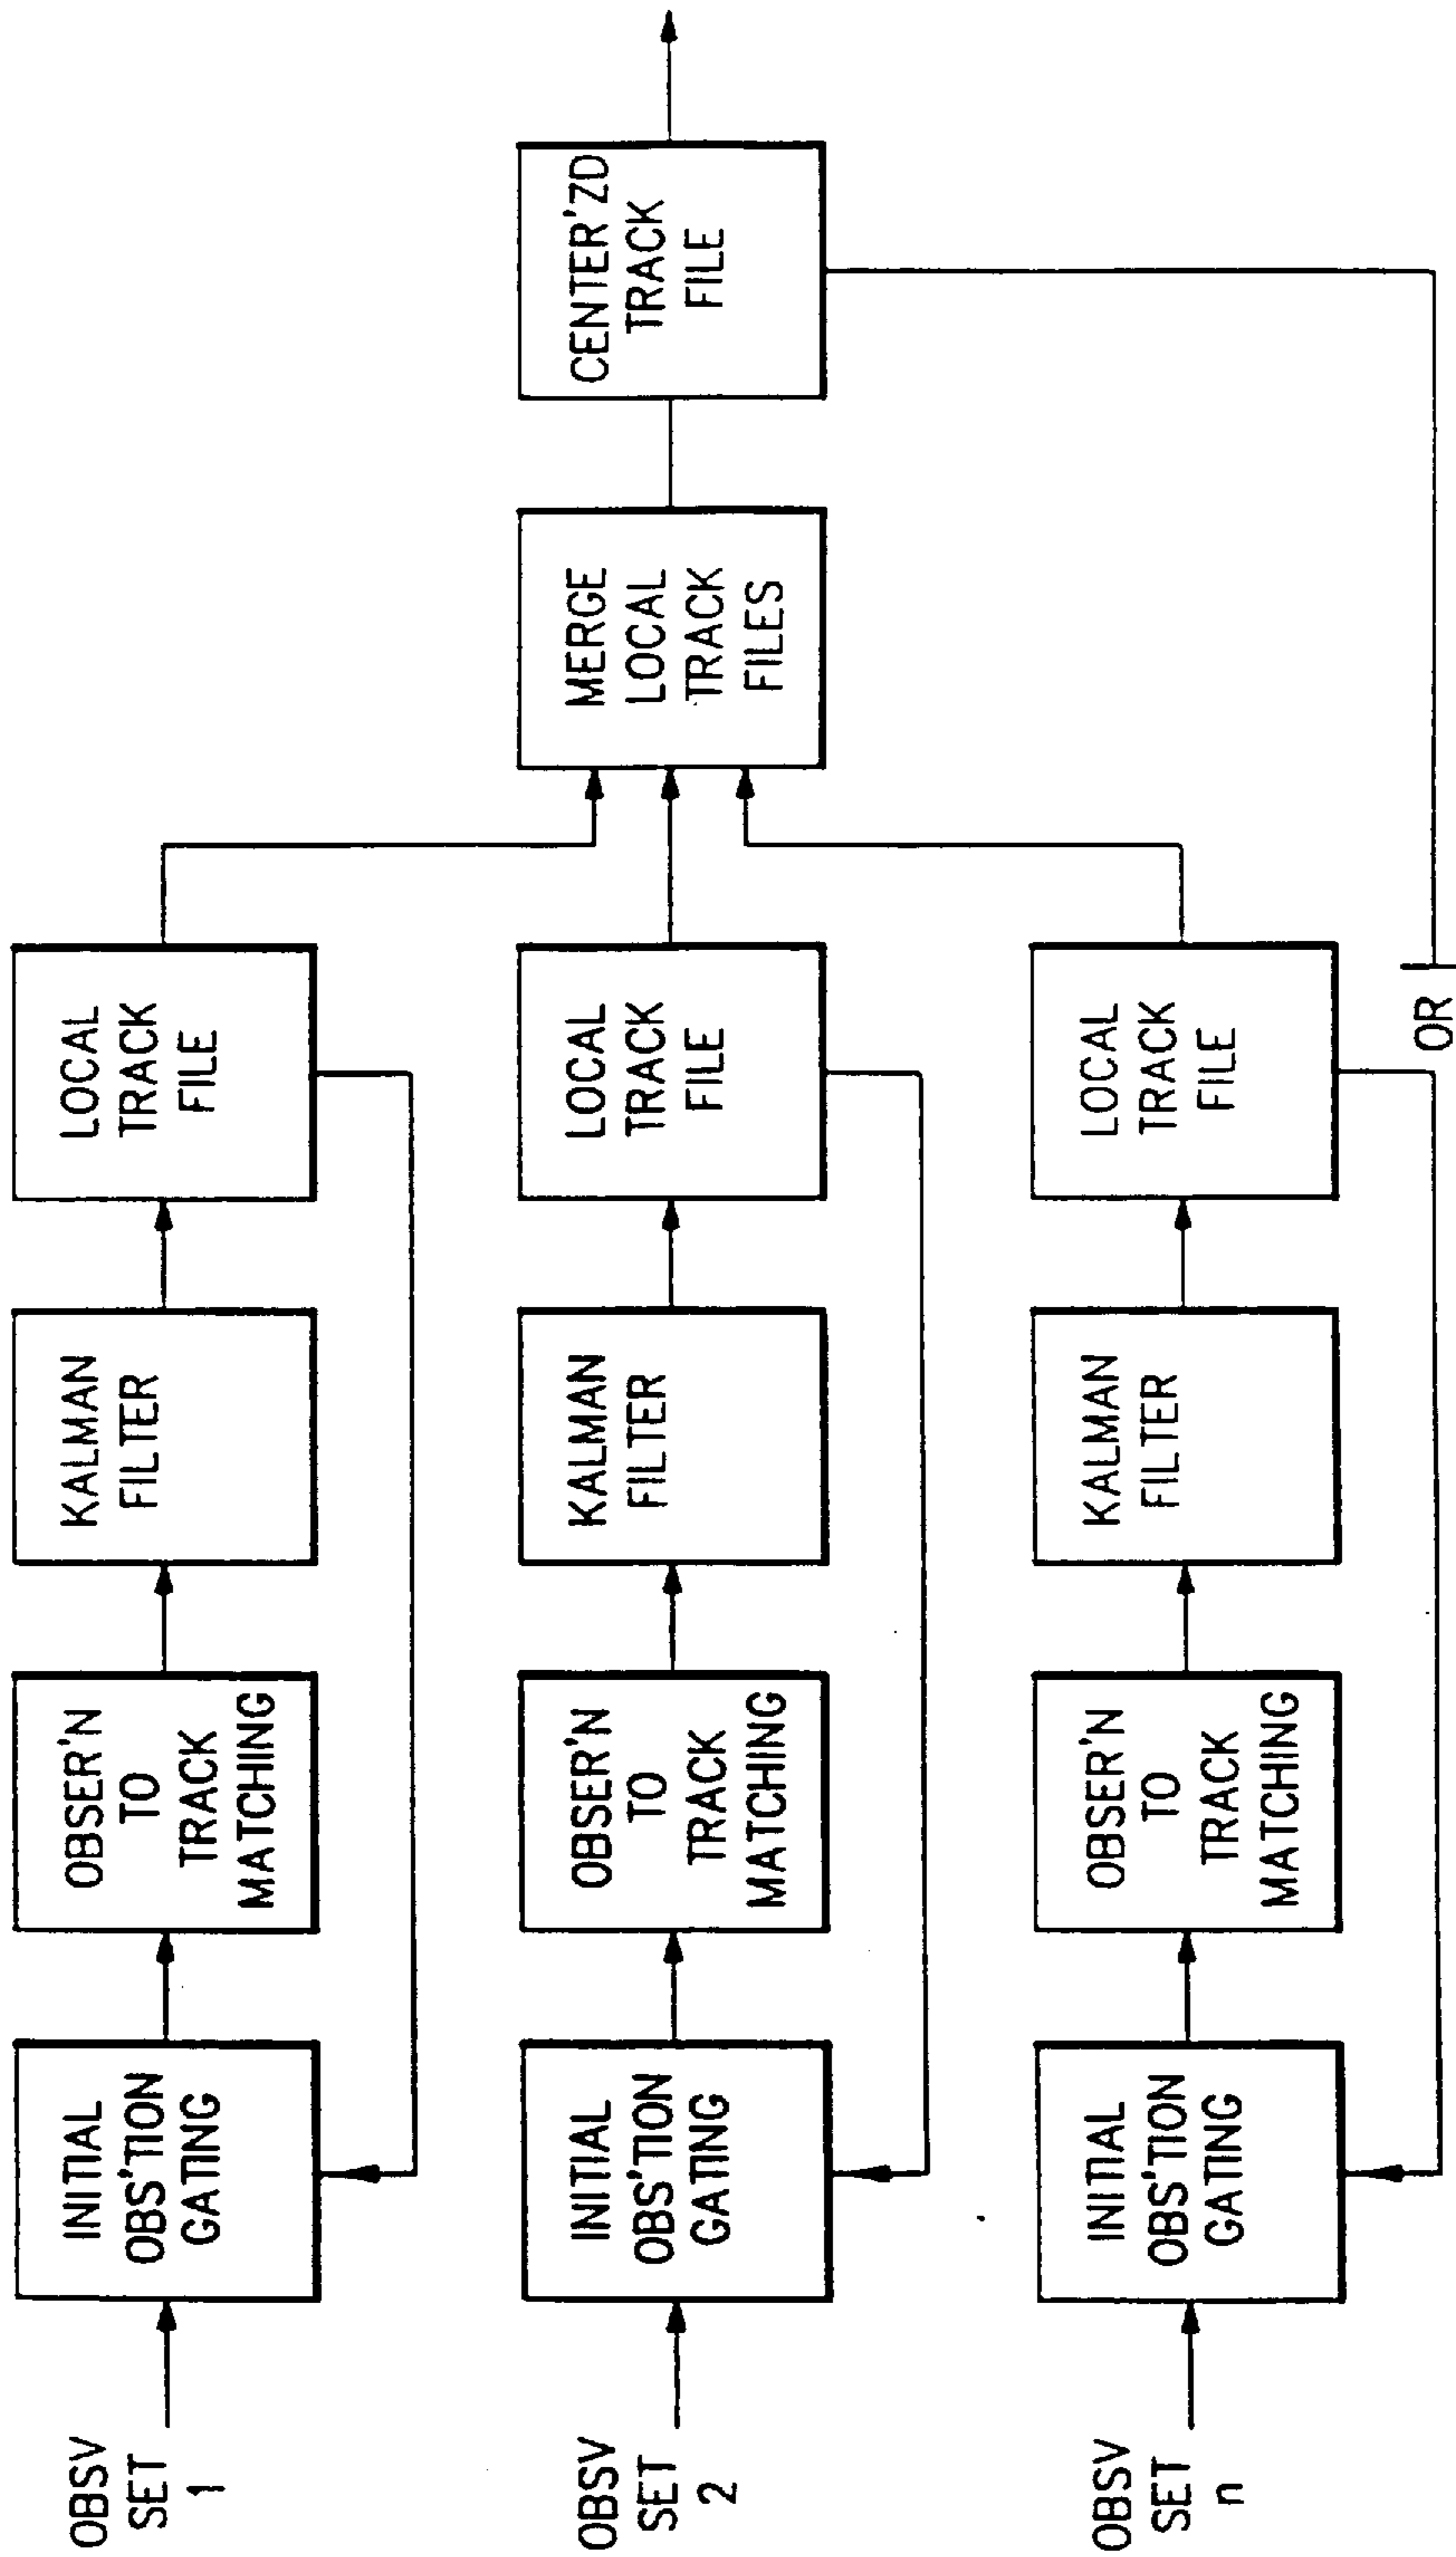 OBSV
SET
1
INITIAL
OBS'TION
GATING
OBSER'N
TO
TRACK
MATCHING
KALMAN
FILTER
LOCAL
TRACK
FILE
OBSV
SET
2
INITIAL
OBS'TION
GATING
OBSER'N
TO
TRACK
MATCHING
KALMAN
FILTER
LOCAL
TRACK
FILE
MERGE
LOCAL
TRACK
FILES
CENTER'ZD
TRACK
FILE
OBSV
SET
n
INITIAL
OBS'TION
GATING
OBSER'N
TO
TRACK
MATCHING
KALMAN
FILTER
LOCAL
TRACK
FILE
OR